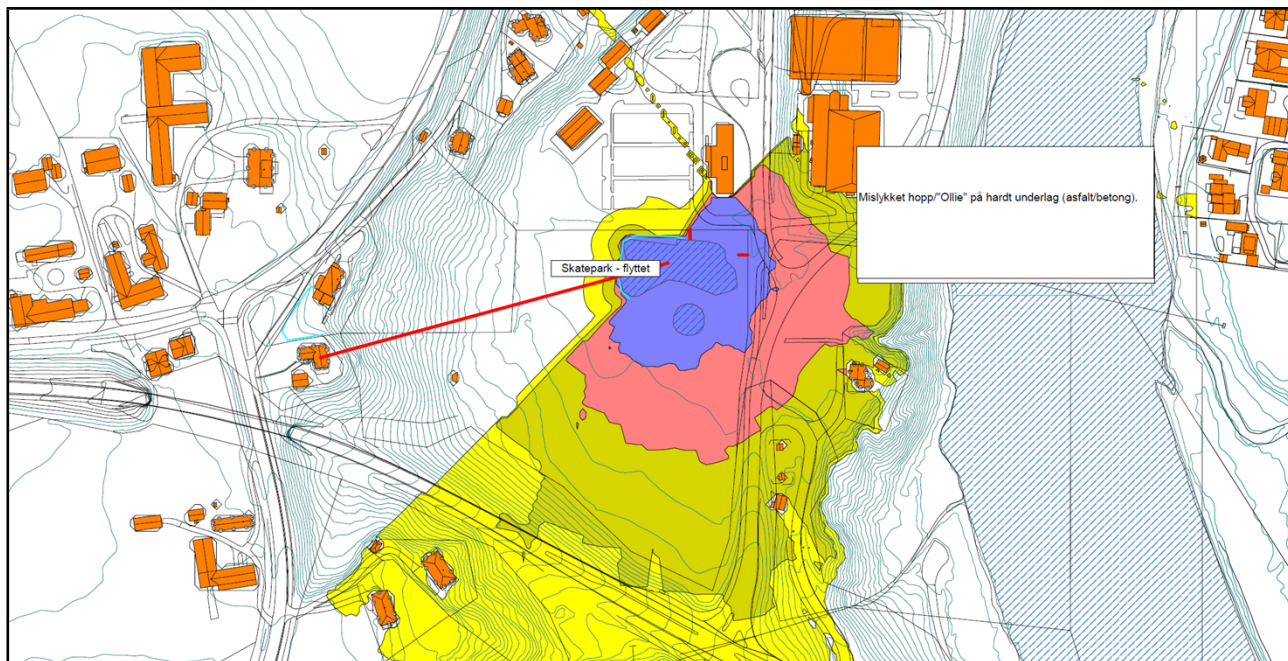 Mislykket hopp/"Ollie" på hardt underlag (asfalt/betong).
Skatepark - flyttet